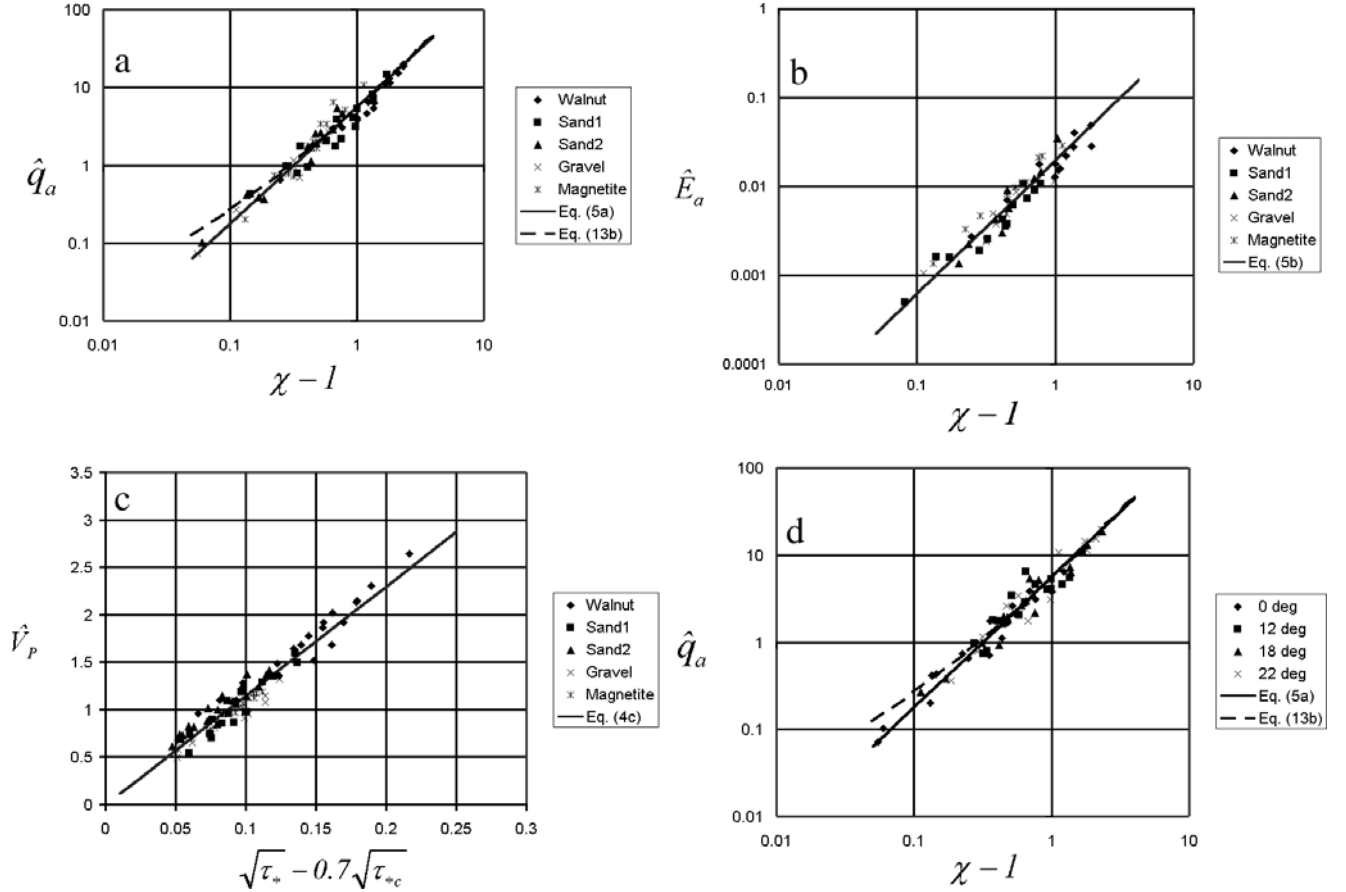 a
100
10
1
0.1
0.01
0.01 0.1 1 10
q̂a
χ – 1
Walnut
Sand1
Sand2
Gravel
Magnetite
Eq. (5a)
Eq. (13b)
b
1
0.1
0.01
0.001
0.0001
0.01 0.1 1 10
Êa
χ – 1
Walnut
Sand1
Sand2
Gravel
Magnetite
Eq. (5b)
c
3.5
3
2.5
2
1.5
1
0.5
0
0 0.05 0.1 0.15 0.2 0.25 0.3
V̂P
√τ* – 0.7√τ*c
Walnut
Sand1
Sand2
Gravel
Magnetite
Eq. (4c)
d
100
10
1
0.1
0.01
0.01 0.1 1 10
q̂a
χ – 1
0 deg
12 deg
18 deg
22 deg
Eq. (5a)
Eq. (13b)